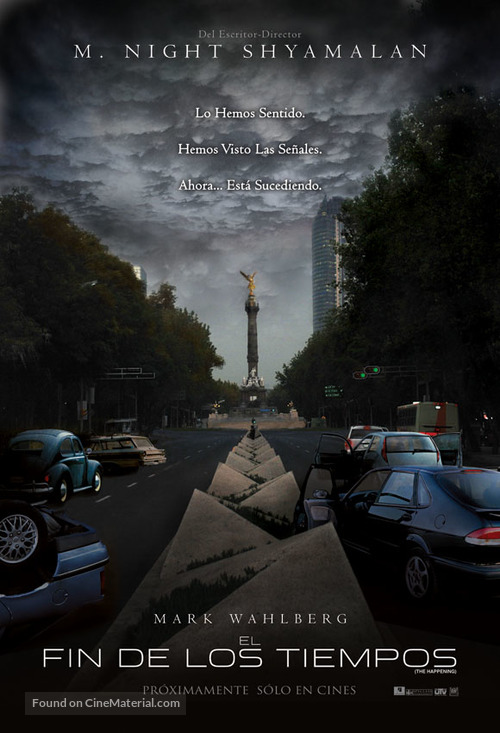 Del Escritor-Director
M. NIGHT SHYAMALAN
Lo Hemos Sentido.
Hemos Visto Las Señales.
Ahora... Está Sucediendo.
MARK WAHLBERG
EL
FIN DE LOS TIEMPOS
(THE HAPPENING)
PRÓXIMAMENTE SÓLO EN CINES
Found on CineMaterial.com